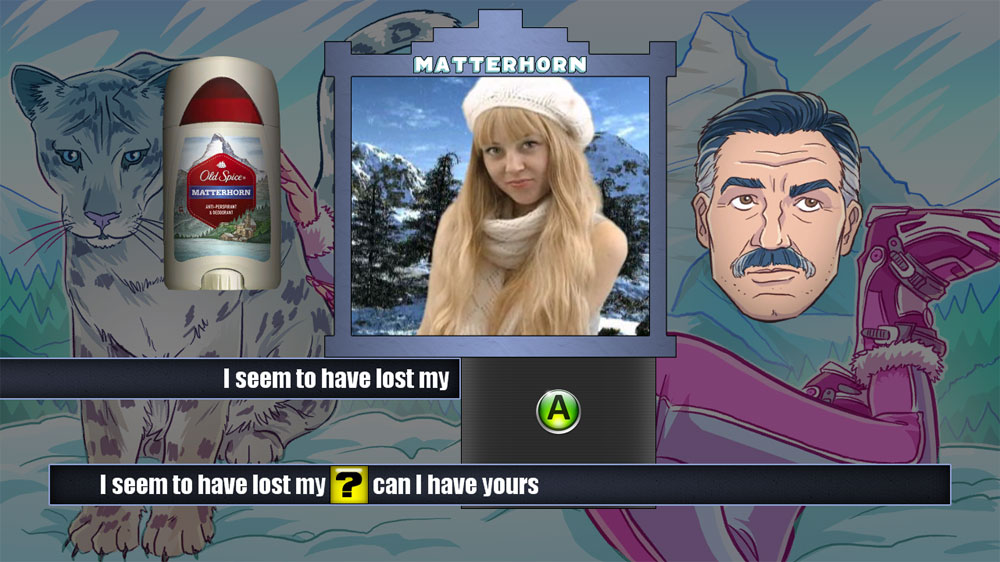 MATTERHORN
Old Spice
MATTERHORN
ANTI-PERSPIRANT
& DEODORANT
I seem to have lost my
A
I seem to have lost my ? can I have yours